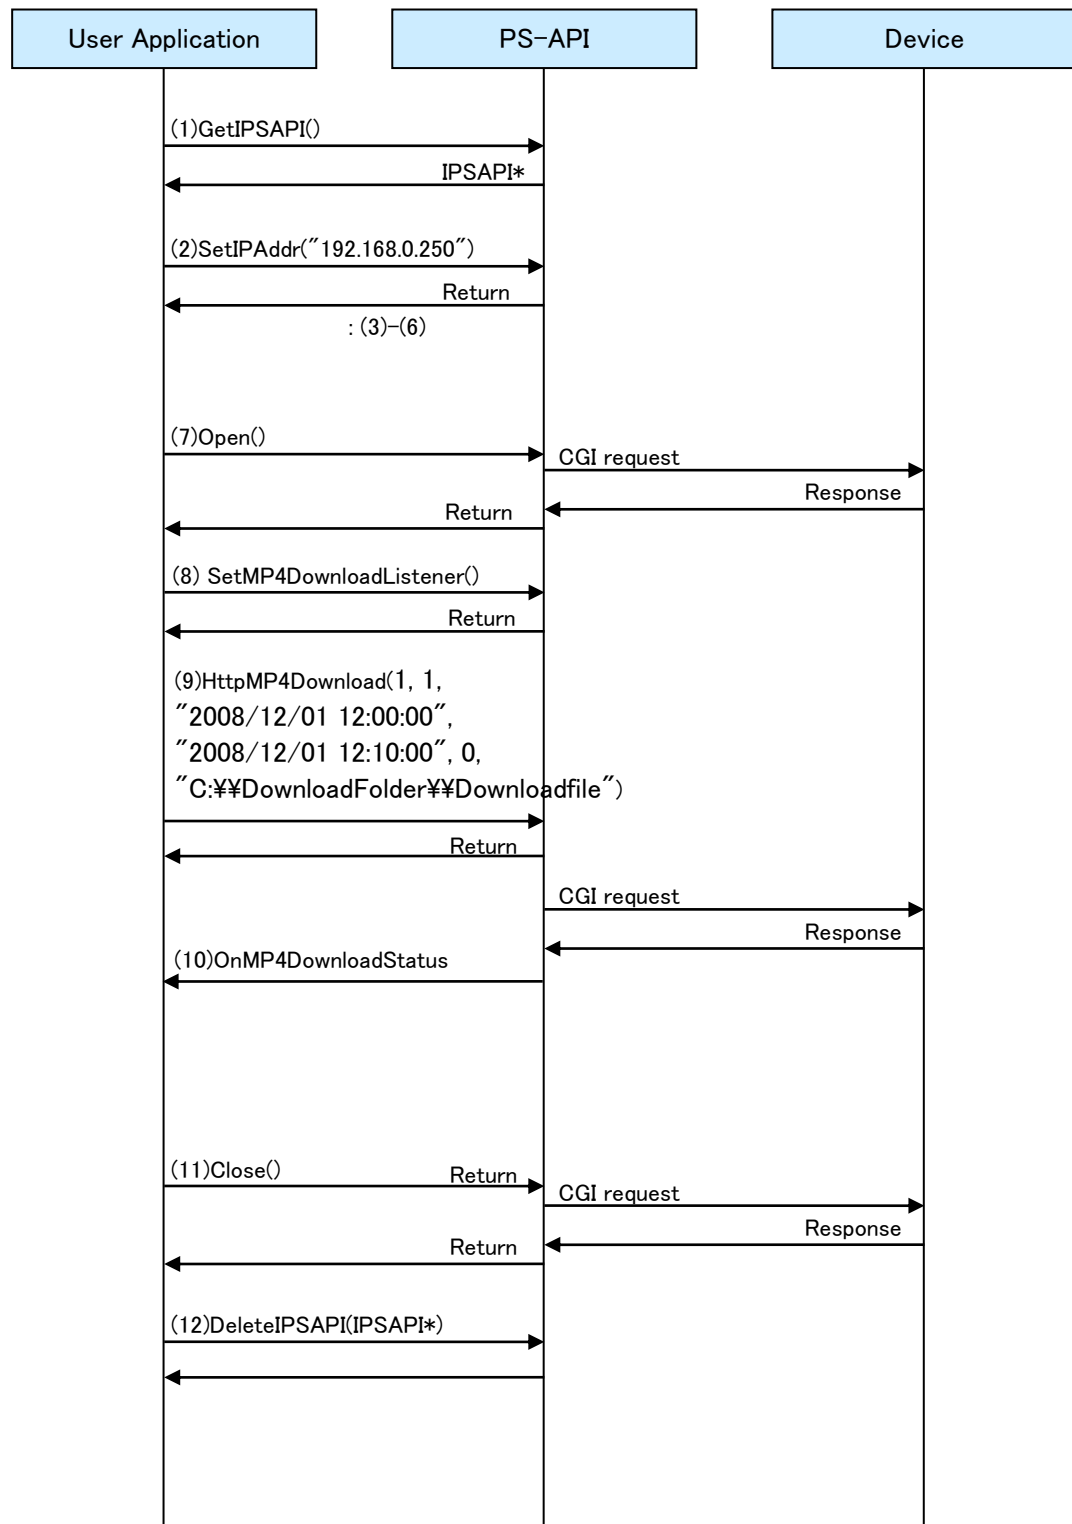 User Application
PS-API
Device
(1)GetIPSAPI()
IPSAPI*
(2)SetIPAddr("192.168.0.250")
Return
: (3)-(6)
(7)Open()
CGI request
Response
Return
(8) SetMP4DownloadListener()
Return
(9)HttpMP4Download(1, 1,
"2008/12/01 12:00:00",
"2008/12/01 12:10:00", 0,
"C:¥¥DownloadFolder¥¥Downloadfile")
Return
CGI request
Response
(10)OnMP4DownloadStatus
(11)Close()
Return
CGI request
Response
Return
(12)DeleteIPSAPI(IPSAPI*)